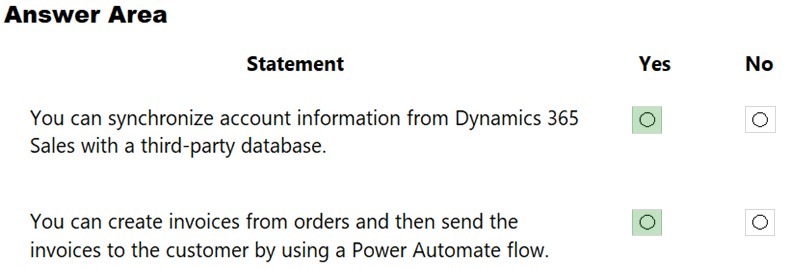 Answer Area
Statement Yes No
You can synchronize account information from Dynamics 365
Sales with a third-party database.
You can create invoices from orders and then send the
invoices to the customer by using a Power Automate flow.